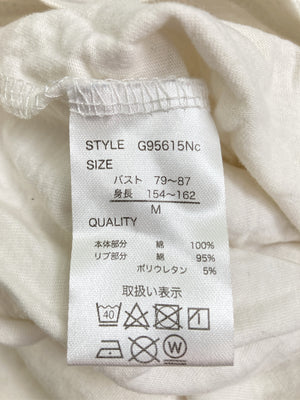 STYLE G95615Nc
SIZE
バスト 79〜87
身長 154〜162
M
QUALITY
本体部分 綿 100%
リブ部分 綿 95%
ポリウレタン 5%
取扱い表示
40
W